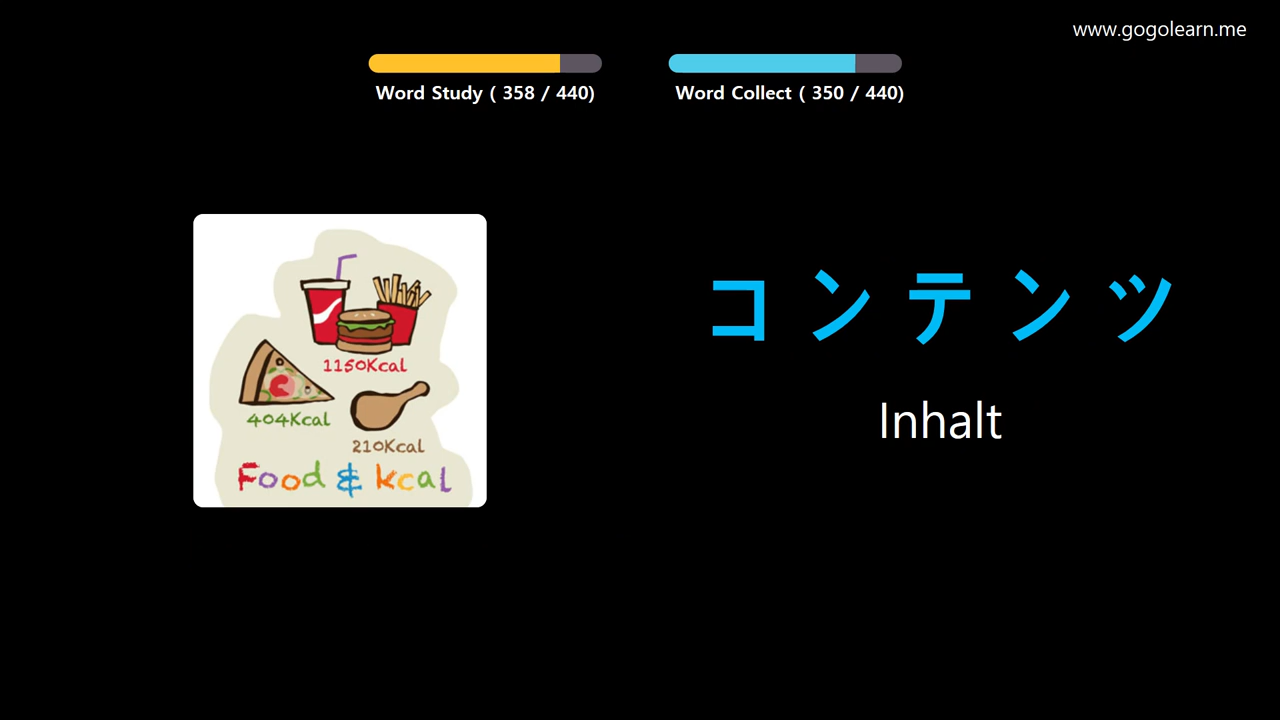 www.gogolearn.me
Word Study ( 358 / 440)
Word Collect ( 350 / 440)
1150Kcal
404Kcal
210Kcal
Food & kcal
コンテンツ
Inhalt